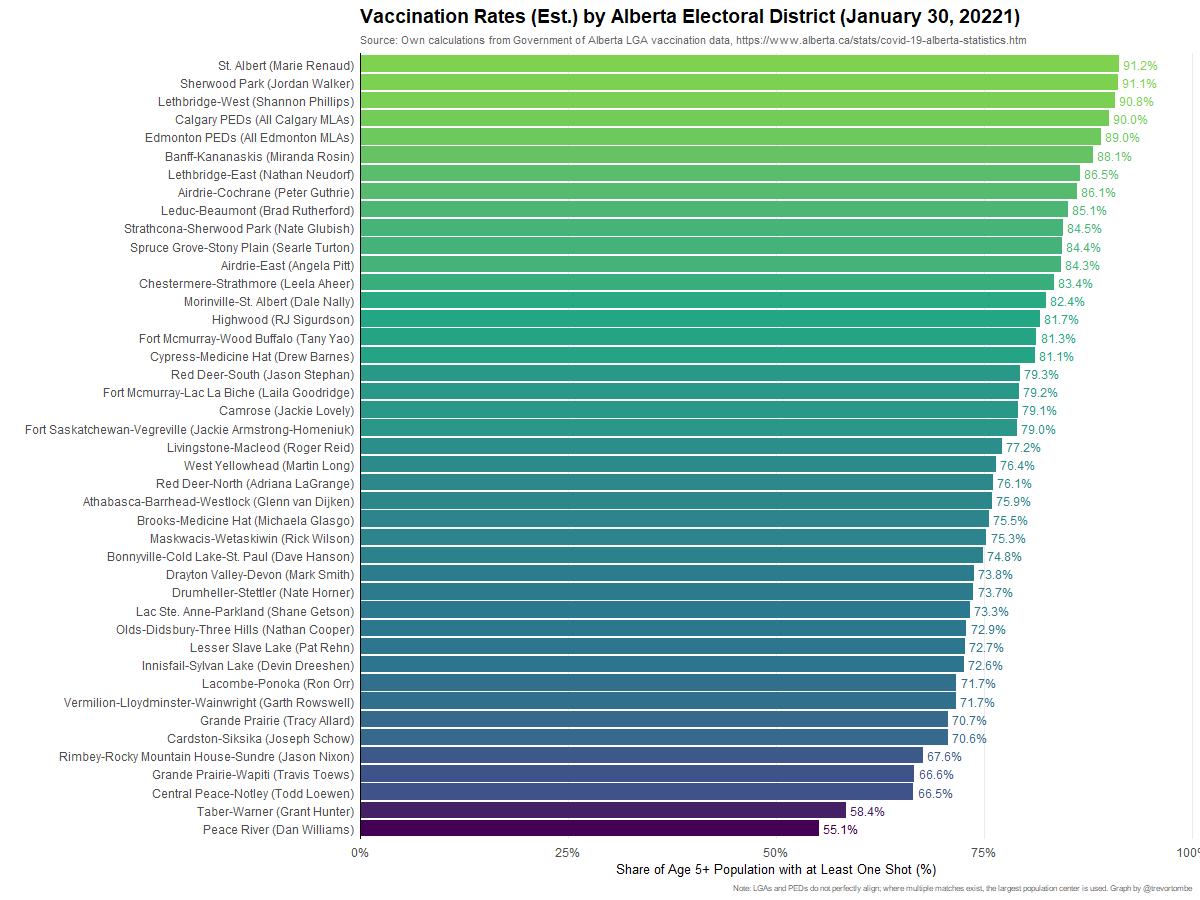 Vaccination Rates (Est.) by Alberta Electoral District (January 30, 20221)
Source: Own calculations from Government of Alberta LGA vaccination data, https://www.alberta.ca/stats/covid-19-alberta-statistics.htm
St. Albert (Marie Renaud) 91.2%
Sherwood Park (Jordan Walker) 91.1%
Lethbridge-West (Shannon Phillips) 90.8%
Calgary PEDs (All Calgary MLAs) 90.0%
Edmonton PEDs (All Edmonton MLAs) 89.0%
Banff-Kananaskis (Miranda Rosin) 88.1%
Lethbridge-East (Nathan Neudorf) 86.5%
Airdrie-Cochrane (Peter Guthrie) 86.1%
Leduc-Beaumont (Brad Rutherford) 85.1%
Strathcona-Sherwood Park (Nate Glubish) 84.5%
Spruce Grove-Stony Plain (Searle Turton) 84.4%
Airdrie-East (Angela Pitt) 84.3%
Chestermere-Strathmore (Leela Aheer) 83.4%
Morinville-St. Albert (Dale Nally) 82.4%
Highwood (RJ Sigurdson) 81.7%
Fort Mcmurray-Wood Buffalo (Tany Yao) 81.3%
Cypress-Medicine Hat (Drew Barnes) 81.1%
Red Deer-South (Jason Stephan) 79.3%
Fort Mcmurray-Lac La Biche (Laila Goodridge) 79.2%
Camrose (Jackie Lovely) 79.1%
Fort Saskatchewan-Vegreville (Jackie Armstrong-Homeniuk) 79.0%
Livingstone-Macleod (Roger Reid) 77.2%
West Yellowhead (Martin Long) 76.4%
Red Deer-North (Adriana LaGrange) 76.1%
Athabasca-Barrhead-Westlock (Glenn van Dijken) 75.9%
Brooks-Medicine Hat (Michaela Glasgo) 75.5%
Maskwacis-Wetaskiwin (Rick Wilson) 75.3%
Bonnyville-Cold Lake-St. Paul (Dave Hanson) 74.8%
Drayton Valley-Devon (Mark Smith) 73.8%
Drumheller-Stettler (Nate Horner) 73.7%
Lac Ste. Anne-Parkland (Shane Getson) 73.3%
Olds-Didsbury-Three Hills (Nathan Cooper) 72.9%
Lesser Slave Lake (Pat Rehn) 72.7%
Innisfail-Sylvan Lake (Devin Dreeshen) 72.6%
Lacombe-Ponoka (Ron Orr) 71.7%
Vermilion-Lloydminster-Wainwright (Garth Rowswell) 71.7%
Grande Prairie (Tracy Allard) 70.7%
Cardston-Siksika (Joseph Schow) 70.6%
Rimbey-Rocky Mountain House-Sundre (Jason Nixon) 67.6%
Grande Prairie-Wapiti (Travis Toews) 66.6%
Central Peace-Notley (Todd Loewen) 66.5%
Taber-Warner (Grant Hunter) 58.4%
Peace River (Dan Williams) 55.1%
0% 25% 50% 75% 100%
Share of Age 5+ Population with at Least One Shot (%)
Note: LGAs and PEDs do not perfectly align; where multiple matches exist, the largest population center is used. Graph by @trevortombe